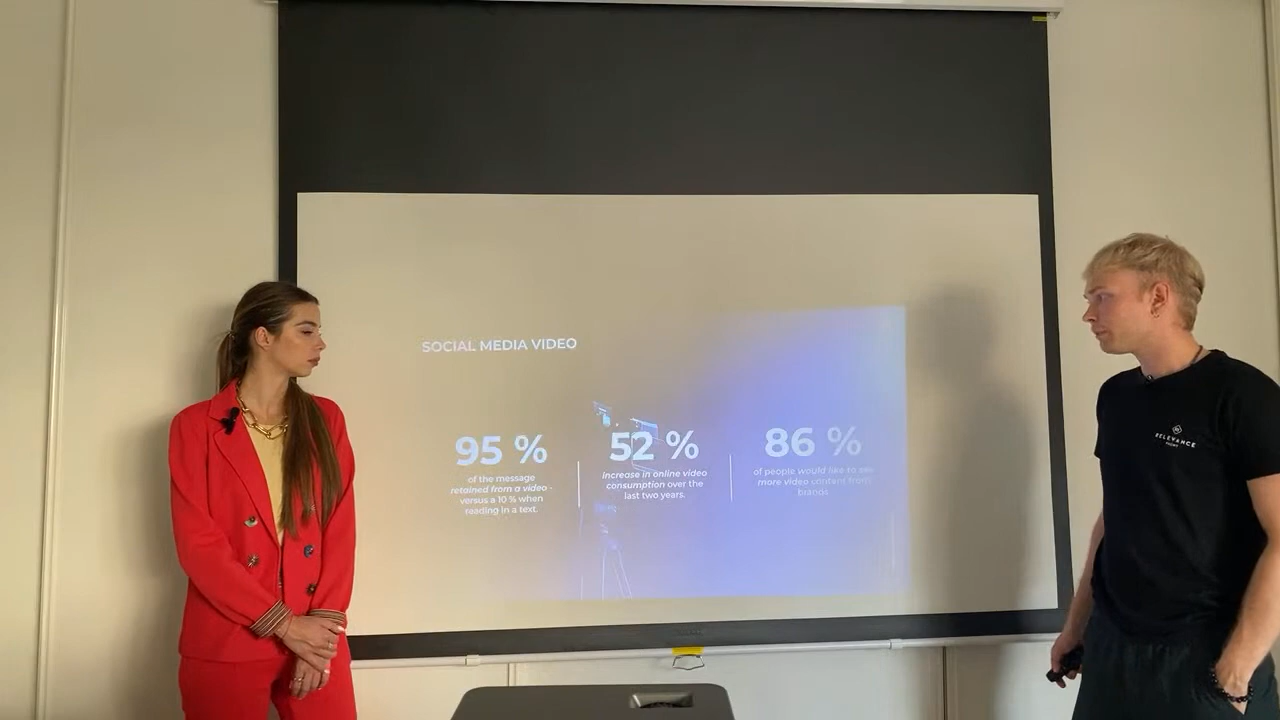 SOCIAL MEDIA VIDEO
95 %
of the message
retained from a video -
versus a 10 % when
reading in a text.
52 %
increase in online video
consumption over the
last two years.
86 %
of people would like to see
more video content from
brands.
RELEVANCE